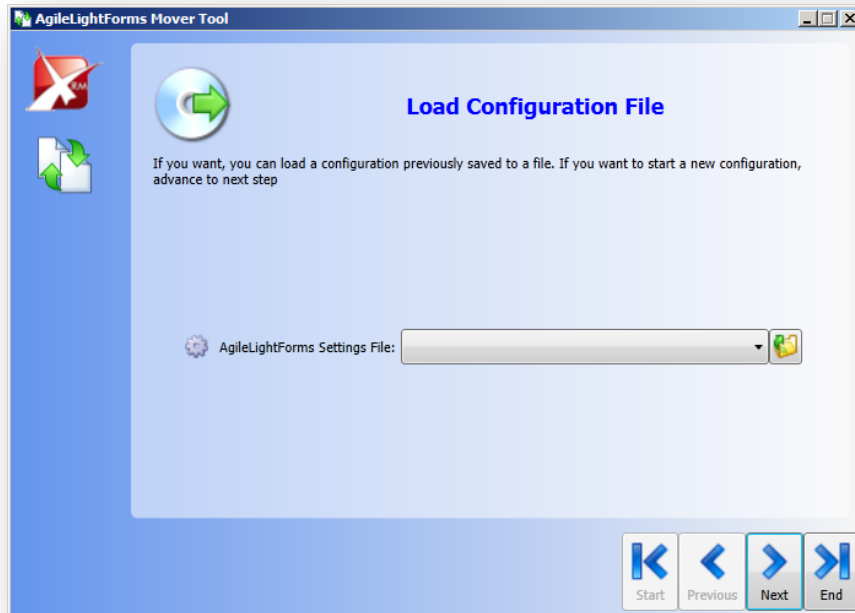 AgileLightForms Mover Tool
RM
Load Configuration File
If you want, you can load a configuration previously saved to a file. If you want to start a new configuration,
advance to next step
AgileLightForms Settings File:
Start Previous Next End